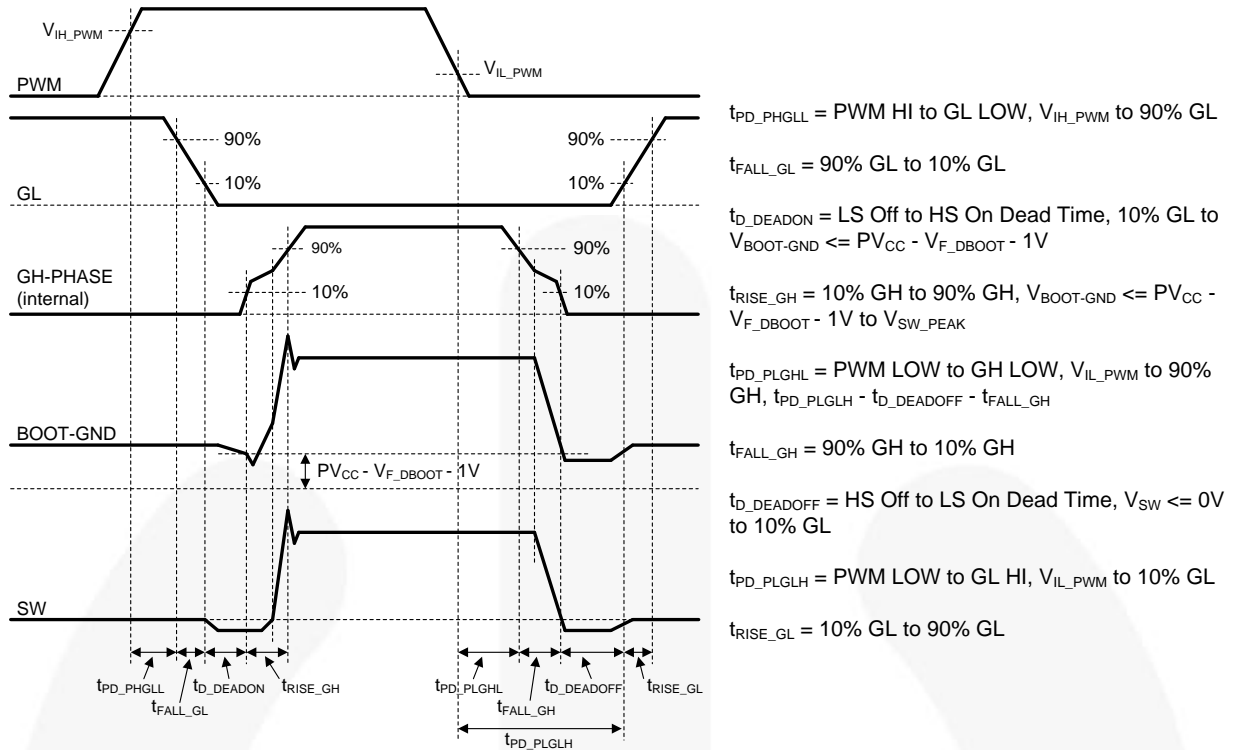 V_IH_PWM
V_IL_PWM
PWM
90%
90%
10%
10%
GL
90%
90%
GH-PHASE
(internal)
10%
10%
BOOT-GND
PV_CC - V_F_DBOOT - 1V
SW
t_PD_PHGLL
t_D_DEADON
t_RISE_GH
t_FALL_GL
t_PD_PLGHL
t_D_DEADOFF
t_RISE_GL
t_FALL_GH
t_PD_PLGLH
t_PD_PHGLL = PWM HI to GL LOW, V_IH_PWM to 90% GL
t_FALL_GL = 90% GL to 10% GL
t_D_DEADON = LS Off to HS On Dead Time, 10% GL to
V_BOOT-GND <= PV_CC - V_F_DBOOT - 1V
t_RISE_GH = 10% GH to 90% GH, V_BOOT-GND <= PV_CC -
V_F_DBOOT - 1V to V_SW_PEAK
t_PD_PLGHL = PWM LOW to GH LOW, V_IL_PWM to 90%
GH, t_PD_PLGLH - t_D_DEADOFF - t_FALL_GH
t_FALL_GH = 90% GH to 10% GH
t_D_DEADOFF = HS Off to LS On Dead Time, V_SW <= 0V
to 10% GL
t_PD_PLGLH = PWM LOW to GL HI, V_IL_PWM to 10% GL
t_RISE_GL = 10% GL to 90% GL